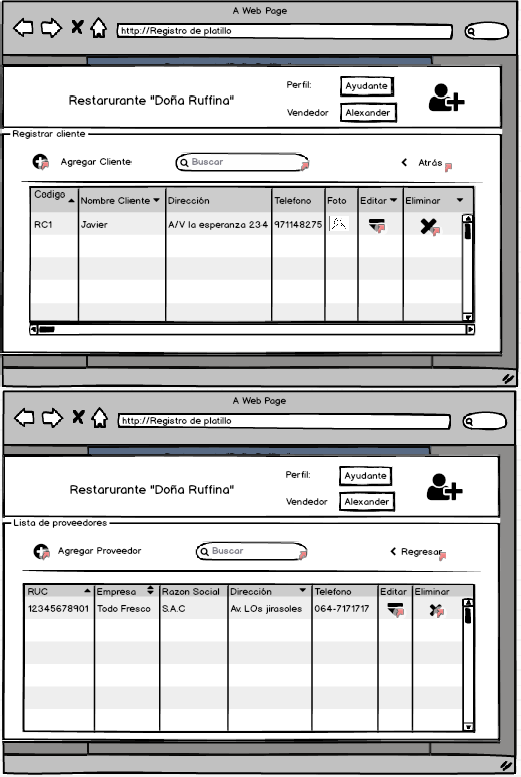 A Web Page
http://Registro de platillo
Restarurante "Doña Ruffina"
Perfil:
Ayudante
Vendedor
Alexander
Registrar cliente
Agregar Cliente
Buscar
Atrás
Codigo Nombre Cliente Dirección Telefono Foto Editar Eliminar
RC1 Javier A/V la esperanza 234 971148275
A Web Page
http://Registro de platillo
Restarurante "Doña Ruffina"
Perfil:
Ayudante
Vendedor
Alexander
Lista de proveedores
Agregar Proveedor
Buscar
Regresar
RUC Empresa Razon Social Dirección Telefono Editar Eliminar
12345678901 Todo Fresco S.A.C Av. LOs jirasoles 064-7171717